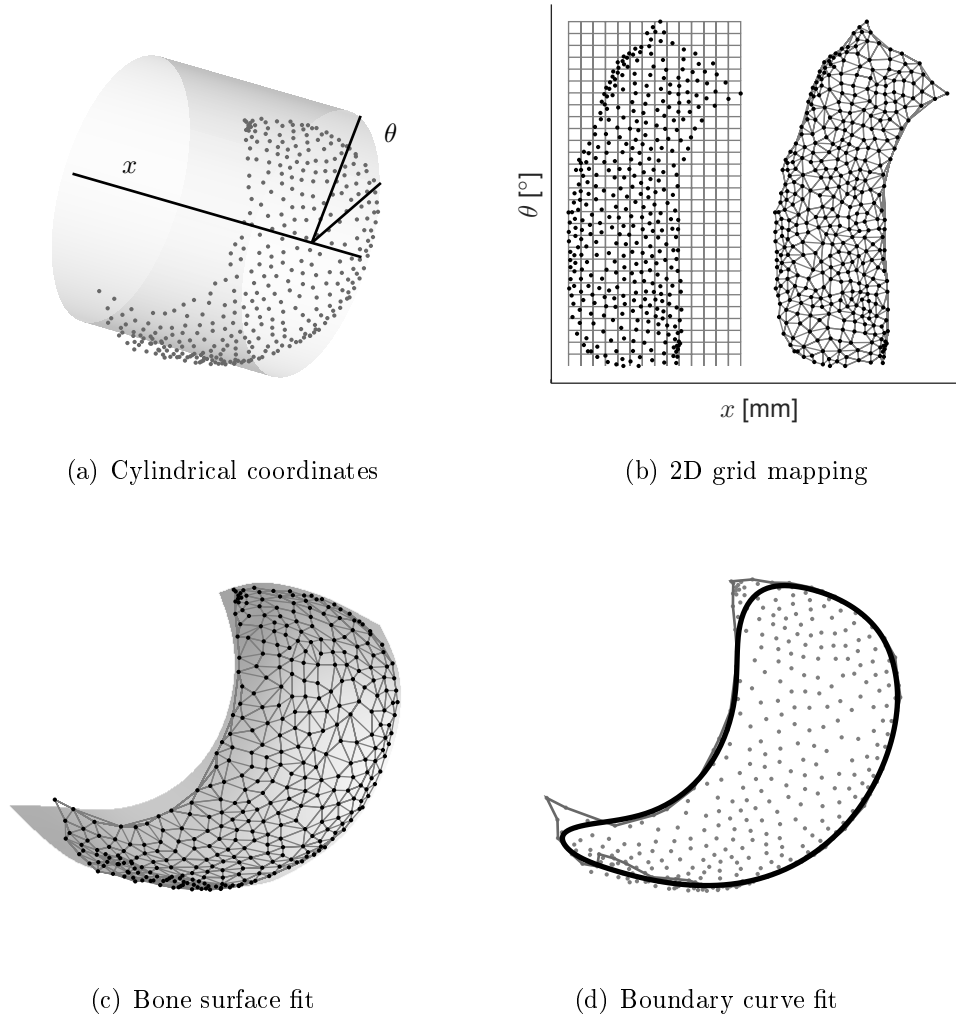 x
θ
θ [°]
x [mm]
(a) Cylindrical coordinates
(b) 2D grid mapping
(c) Bone surface fit
(d) Boundary curve fit